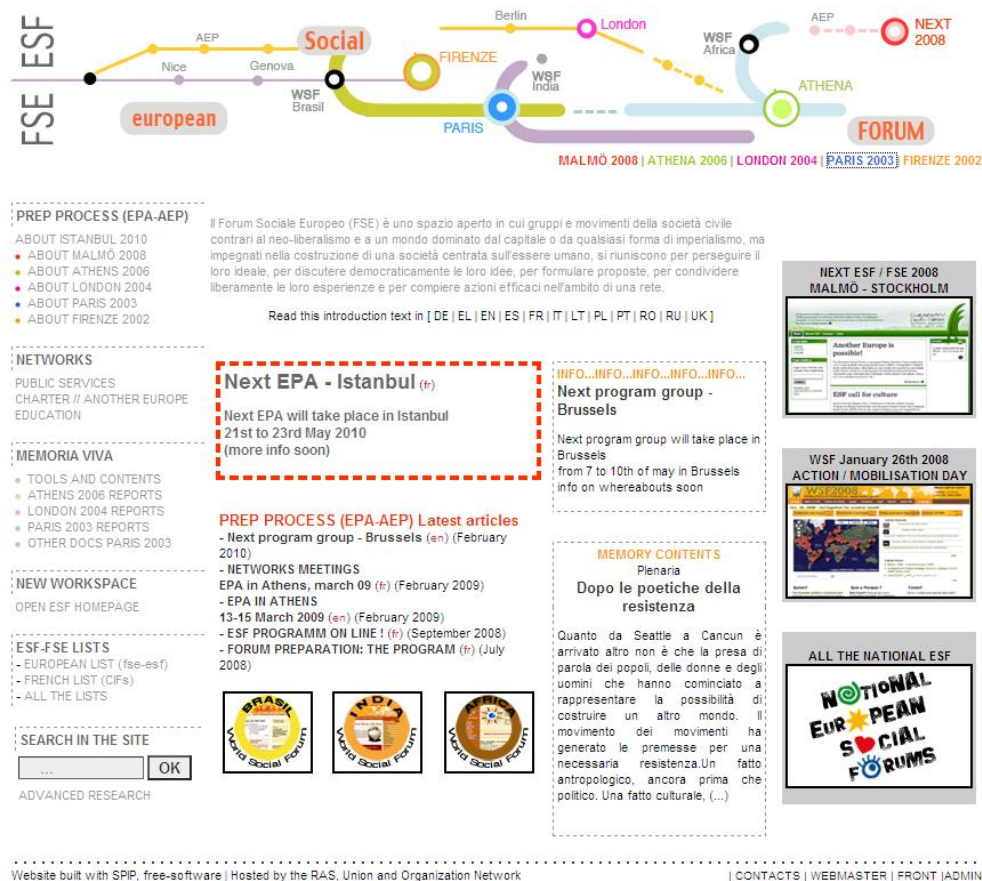 ESF
FSE
AEP
Social
Nice
Genova
european
WSF
Brasil
FIRENZE
Berlin
London
WSF
India
PARIS
WSF
Africa
AEP
NEXT
2008
ATHENA
FORUM
MALMÖ 2008 | ATHENA 2006 | LONDON 2004 | PARIS 2003 | FIRENZE 2002
PREP PROCESS (EPA-AEP)
ABOUT ISTANBUL 2010
ABOUT MALMÖ 2008
ABOUT ATHENS 2006
ABOUT LONDON 2004
ABOUT PARIS 2003
ABOUT FIRENZE 2002
NETWORKS
PUBLIC SERVICES
CHARTER // ANOTHER EUROPE
EDUCATION
MEMORIA VIVA
TOOLS AND CONTENTS
ATHENS 2006 REPORTS
LONDON 2004 REPORTS
PARIS 2003 REPORTS
OTHER DOCS PARIS 2003
NEW WORKSPACE
OPEN ESF HOMEPAGE
ESF-FSE LISTS
- EUROPEAN LIST (fse-esf)
- FRENCH LIST (CIFs)
- ALL THE LISTS
SEARCH IN THE SITE
... OK
ADVANCED RESEARCH
Il Forum Sociale Europeo (FSE) è uno spazio aperto in cui gruppi e movimenti della società civile
contrari al neo-liberalismo e a un mondo dominato dal capitale o da qualsiasi forma di imperialismo, ma
impegnati nella costruzione di una società centrata sull'essere umano, si riuniscono per perseguire il
loro ideale, per discutere democraticamente le loro idee, per formulare proposte, per condividere
liberamente le loro esperienze e per compiere azioni efficaci nell'ambito di una rete.
Read this introduction text in [ DE | EL | EN | ES | FR | IT | LT | PL | PT | RO | RU | UK ]
Next EPA - Istanbul (fr)
Next EPA will take place in Istanbul
21st to 23rd May 2010
(more info soon)
PREP PROCESS (EPA-AEP) Latest articles
- Next program group - Brussels (en) (February
2010)
- NETWORKS MEETINGS
EPA in Athens, march 09 (fr) (February 2009)
- EPA IN ATHENS
13-15 March 2009 (en) (February 2009)
- ESF PROGRAMM ON LINE ! (fr) (September 2008)
- FORUM PREPARATION: THE PROGRAM (fr) (July
2008)
BRASIL
World Social Forum
INDIA
World Social Forum
AFRICA
World Social Forum
INFO...INFO...INFO...INFO...INFO...
Next program group -
Brussels
Next program group will take place in
Brussels
from 7 to 10th of may in Brussels
info on whereabouts soon
MEMORY CONTENTS
Plenaria
Dopo le poetiche della
resistenza
Quanto da Seattle a Cancun è
arrivato altro non è che la presa di
parola dei popoli, delle donne e degli
uomini che hanno cominciato a
rappresentare la possibilità di
costruire un altro mondo. Il
movimento dei movimenti ha
generato le premesse per una
necessaria resistenza.Un fatto
antropologico, ancora prima che
politico. Una fatto culturale, (...)
NEXT ESF / FSE 2008
MALMÖ - STOCKHOLM
Another Europe is
possible!
ESF call for culture
WSF January 26th 2008
ACTION / MOBILISATION DAY
WSF2008
ALL THE NATIONAL ESF
NATIONAL
EUROPEAN
SOCIAL
FORUMS
Website built with SPIP, free-software | Hosted by the RAS, Union and Organization Network
| CONTACTS | WEBMASTER | FRONT |ADMIN